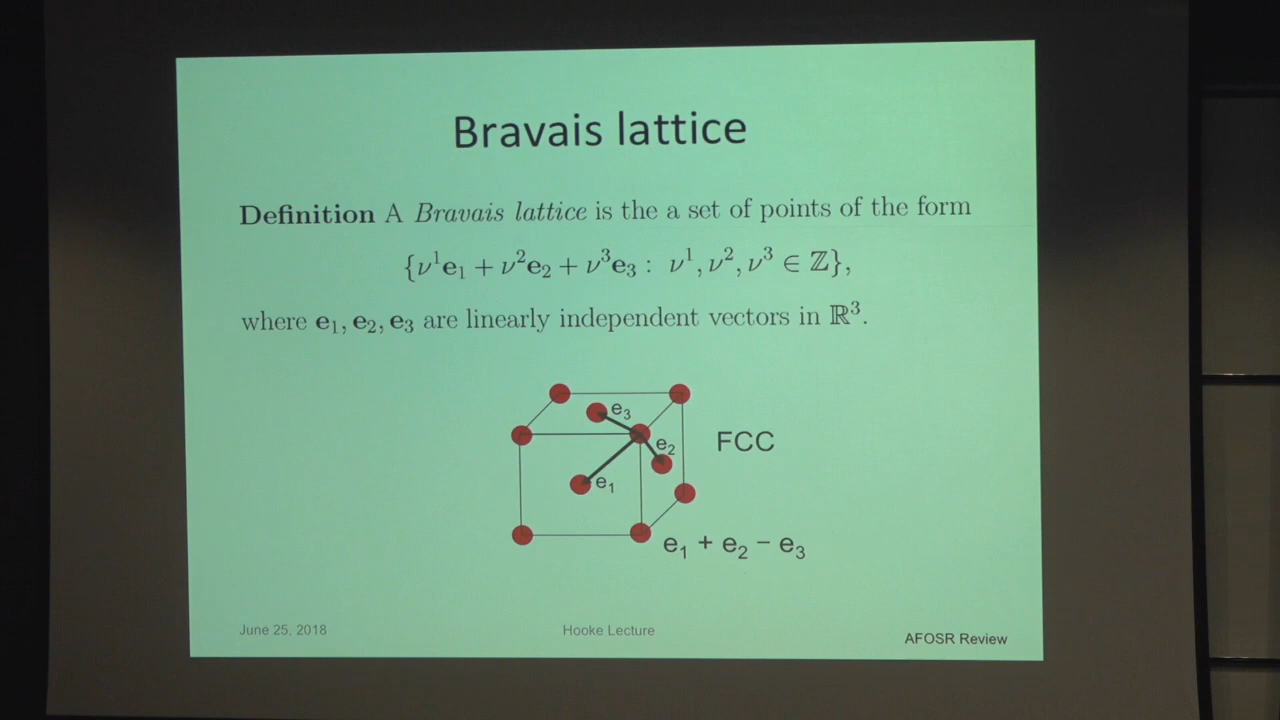 Bravais lattice
Definition A Bravais lattice is the a set of points of the form
{ν¹e₁ + ν²e₂ + ν³e₃ : ν¹, ν², ν³ ∈ ℤ},
where e₁, e₂, e₃ are linearly independent vectors in ℝ³.
e₃
e₂
FCC
e₁
e₁ + e₂ − e₃
June 25, 2018
Hooke Lecture
AFOSR Review